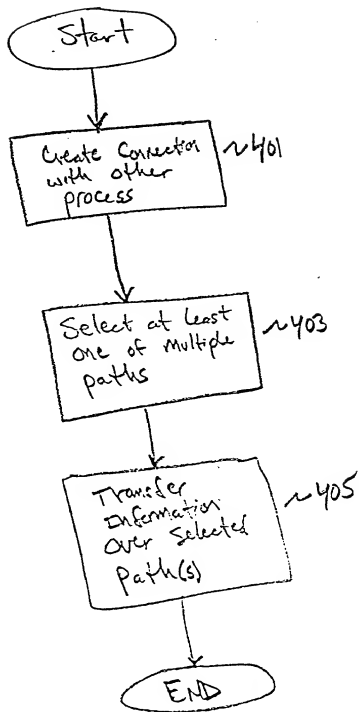 Start
Create Connection
with other
process
~401
Select at least
one of multiple
paths
~403
Transfer
Information
Over Selected
path(s)
~405
END